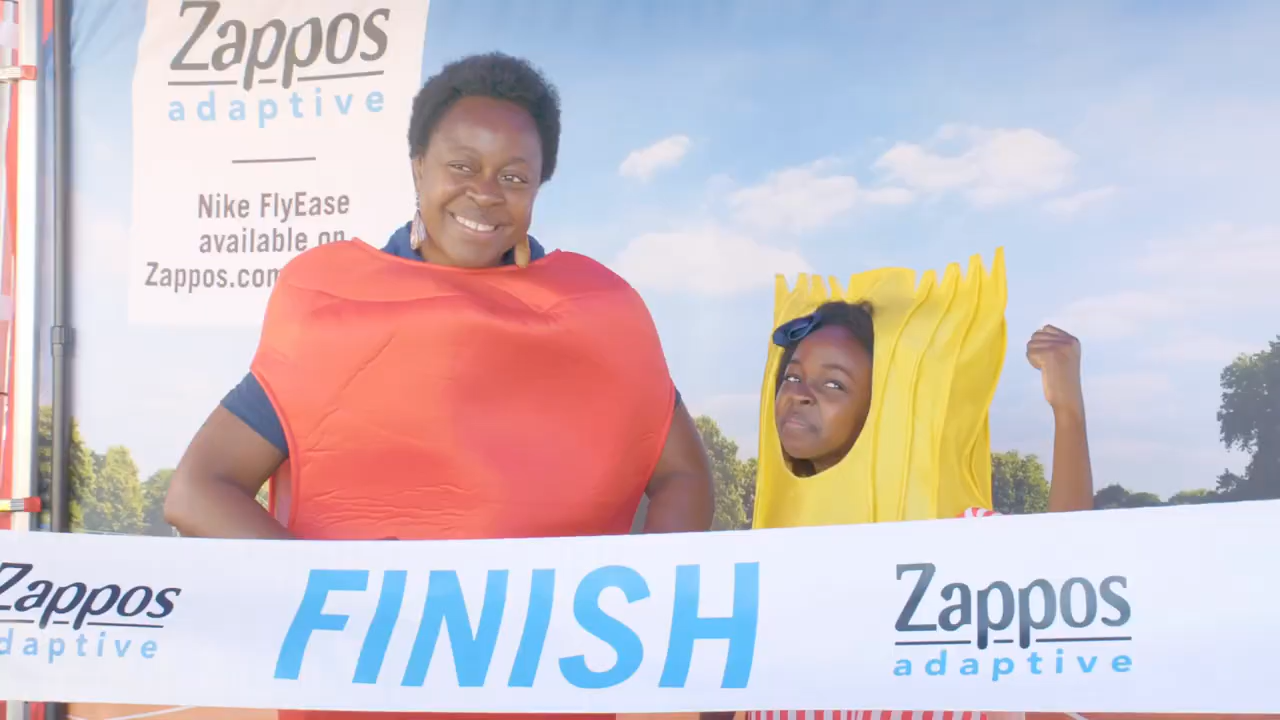 Zappos
adaptive
Nike FlyEase
available on
Zappos.com
Zappos
adaptive
FINISH
Zappos
adaptive